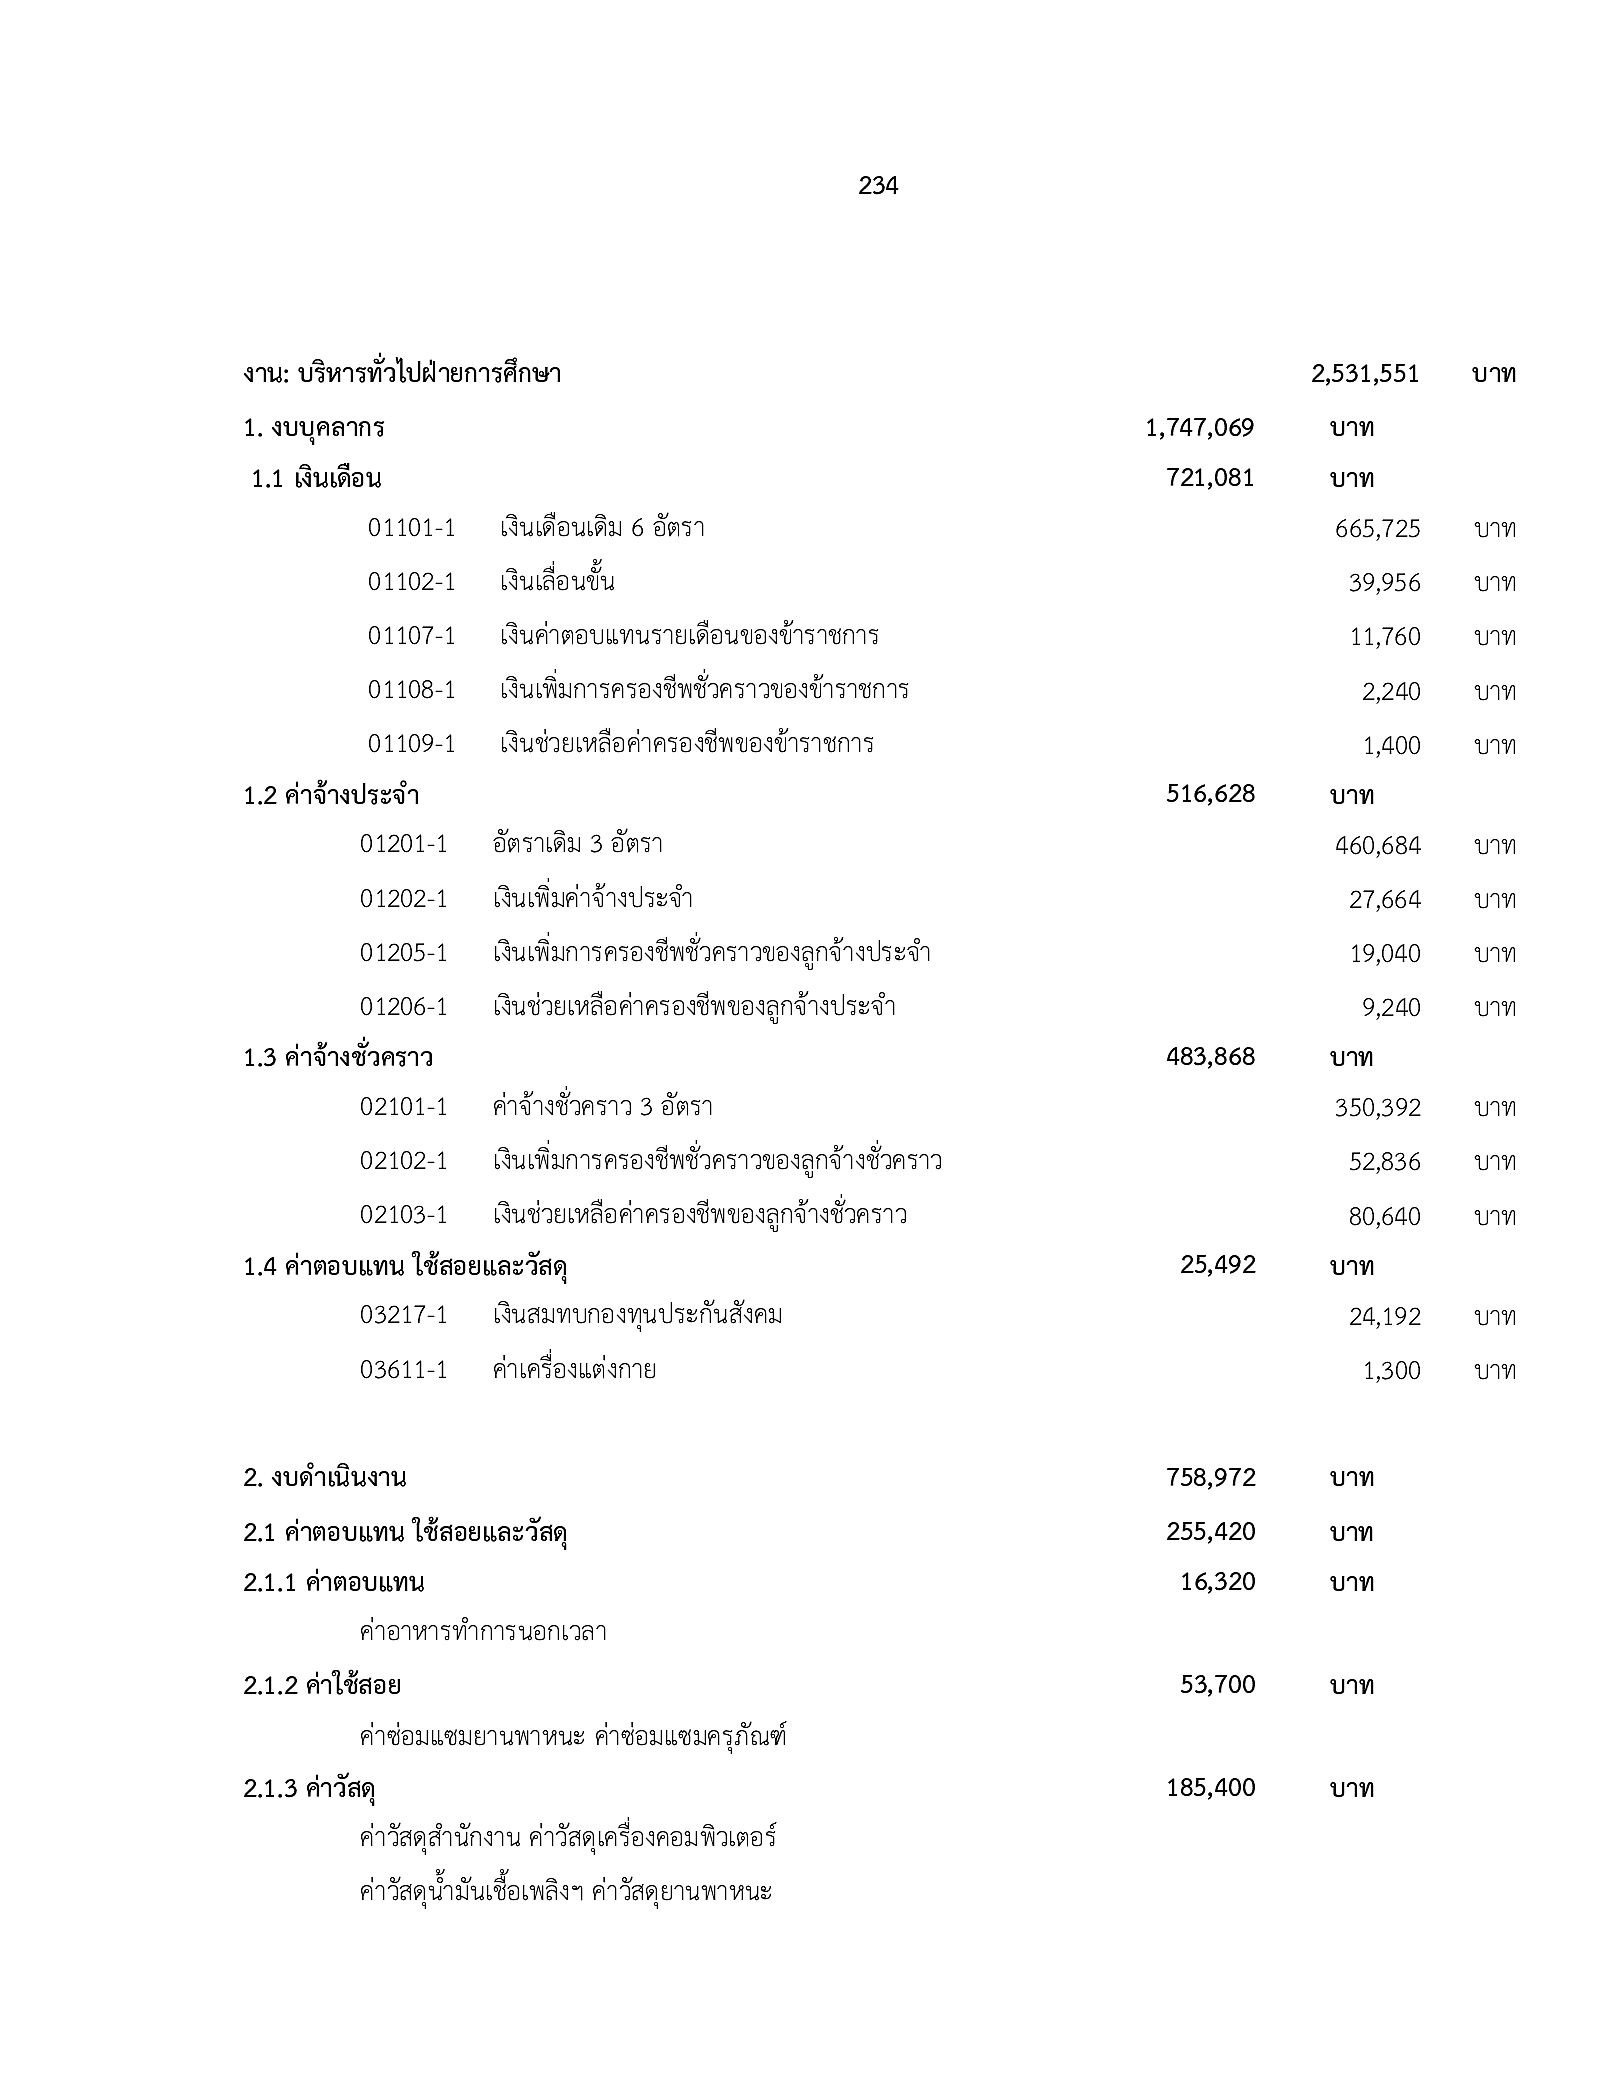 234
งาน: บริหารทั่วไปฝ่ายการศึกษา 2,531,551 บาท
1. งบบุคลากร 1,747,069 บาท
1.1 เงินเดือน 721,081 บาท
01101-1 เงินเดือนเดิม 6 อัตรา 665,725 บาท
01102-1 เงินเลื่อนขั้น 39,956 บาท
01107-1 เงินค่าตอบแทนรายเดือนของข้าราชการ 11,760 บาท
01108-1 เงินเพิ่มการครองชีพชั่วคราวของข้าราชการ 2,240 บาท
01109-1 เงินช่วยเหลือค่าครองชีพของข้าราชการ 1,400 บาท
1.2 ค่าจ้างประจำ 516,628 บาท
01201-1 อัตราเดิม 3 อัตรา 460,684 บาท
01202-1 เงินเพิ่มค่าจ้างประจำ 27,664 บาท
01205-1 เงินเพิ่มการครองชีพชั่วคราวของลูกจ้างประจำ 19,040 บาท
01206-1 เงินช่วยเหลือค่าครองชีพของลูกจ้างประจำ 9,240 บาท
1.3 ค่าจ้างชั่วคราว 483,868 บาท
02101-1 ค่าจ้างชั่วคราว 3 อัตรา 350,392 บาท
02102-1 เงินเพิ่มการครองชีพชั่วคราวของลูกจ้างชั่วคราว 52,836 บาท
02103-1 เงินช่วยเหลือค่าครองชีพของลูกจ้างชั่วคราว 80,640 บาท
1.4 ค่าตอบแทน ใช้สอยและวัสดุ 25,492 บาท
03217-1 เงินสมทบกองทุนประกันสังคม 24,192 บาท
03611-1 ค่าเครื่องแต่งกาย 1,300 บาท
2. งบดำเนินงาน 758,972 บาท
2.1 ค่าตอบแทน ใช้สอยและวัสดุ 255,420 บาท
2.1.1 ค่าตอบแทน 16,320 บาท
ค่าอาหารทำการนอกเวลา
2.1.2 ค่าใช้สอย 53,700 บาท
ค่าซ่อมแซมยานพาหนะ ค่าซ่อมแซมครุภัณฑ์
2.1.3 ค่าวัสดุ 185,400 บาท
ค่าวัสดุสำนักงาน ค่าวัสดุเครื่องคอมพิวเตอร์
ค่าวัสดุน้ำมันเชื้อเพลิงฯ ค่าวัสดุยานพาหนะ